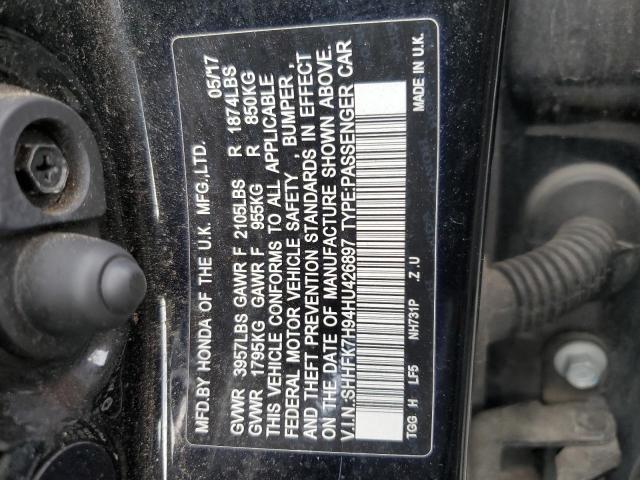 MFD.BY HONDA OF THE U.K. MFG.,LTD. 05/17
GVWR 3957LBS GAWR F 2105LBS R 1874LBS
GVWR 1795KG GAWR F 955KG R 850KG
THIS VEHICLE CONFORMS TO ALL APPLICABLE
FEDERAL MOTOR VEHICLE SAFETY , BUMPER ,
AND THEFT PREVENTION STANDARDS IN EFFECT
ON THE DATE OF MANUFACTURE SHOWN ABOVE.
V.I.N.:SHHFK7H94HU426897 TYPE:PASSENGER CAR
TGG H LF5 NH731P .Z.U MADE IN U.K.